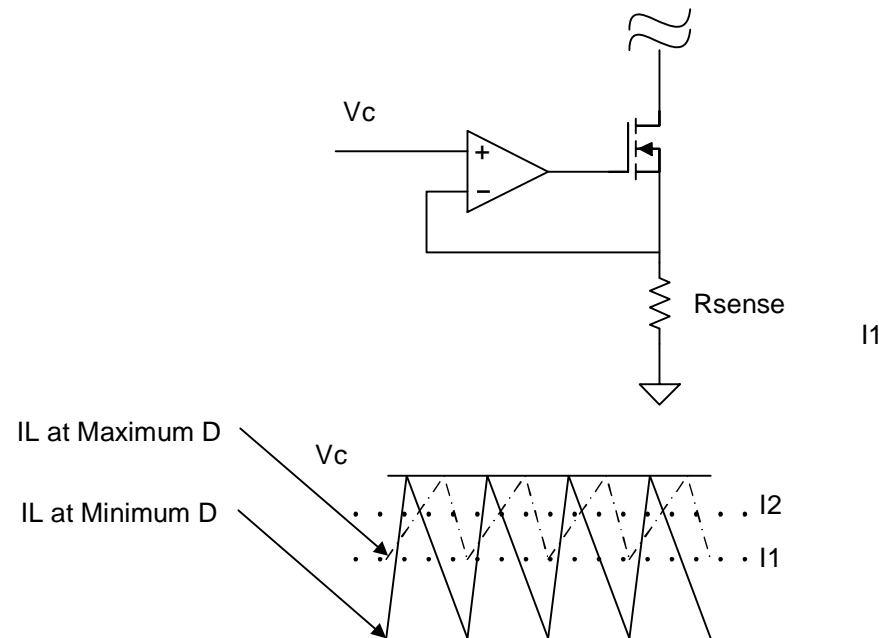 Vc
+
−
Rsense
I1
IL at Maximum D
Vc
I2
IL at Minimum D
I1